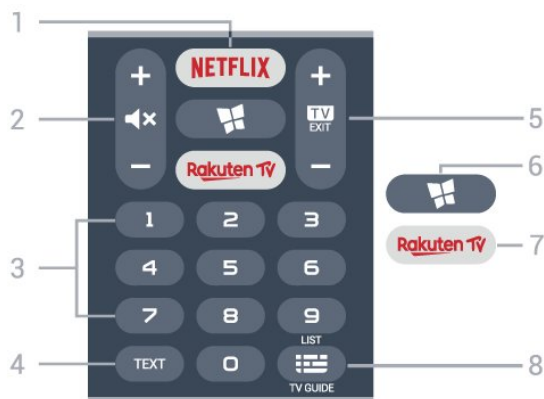 1
+ NETFLIX +
2 TV 5
EXIT
6
- Rakuten TV -
Rakuten TV 7
1 2 3
3 4 5 6
7 8 9
LIST
4 TEXT 0 8
TV GUIDE